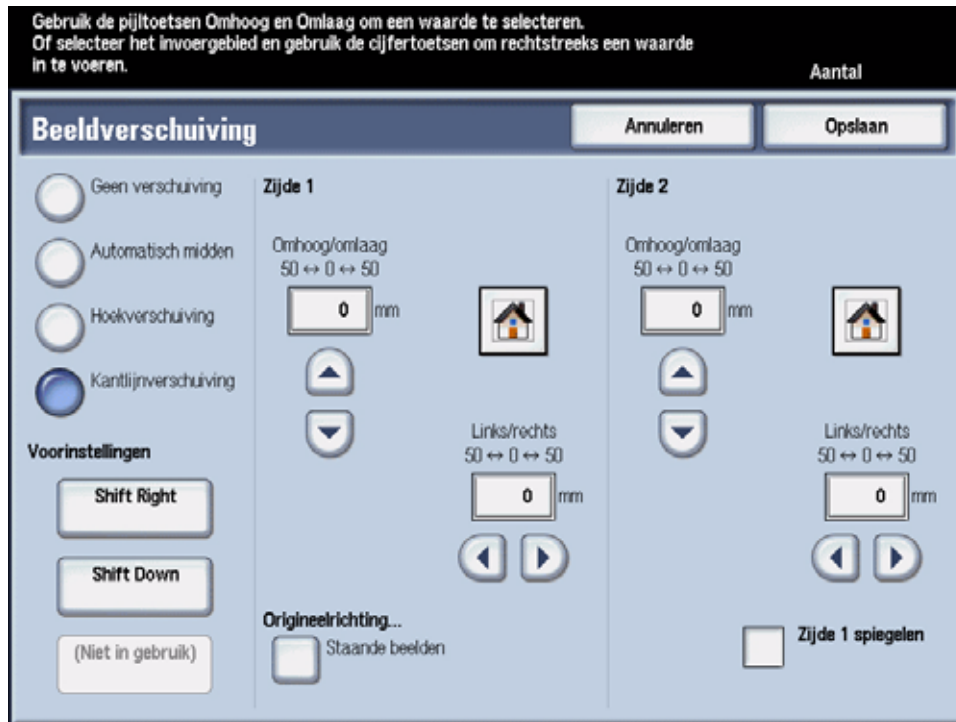 Gebruik de pijltoetsen Omhoog en Omlaag om een waarde te selecteren.
Of selecteer het invoergebied en gebruik de cijfertoetsen om rechtstreeks een waarde
in te voeren.
Aantal
Beeldverschuiving
Annuleren
Opslaan
Geen verschuiving
Automatisch midden
Hoekverschuiving
Kantlijnverschuiving
Voorinstellingen
Shift Right
Shift Down
(Niet in gebruik)
Zijde 1
Omhoog/omlaag
50 ↔ 0 ↔ 50
0 mm
Links/rechts
50 ↔ 0 ↔ 50
0 mm
Origineelrichting...
Staande beelden
Zijde 2
Omhoog/omlaag
50 ↔ 0 ↔ 50
0 mm
Links/rechts
50 ↔ 0 ↔ 50
0 mm
Zijde 1 spiegelen